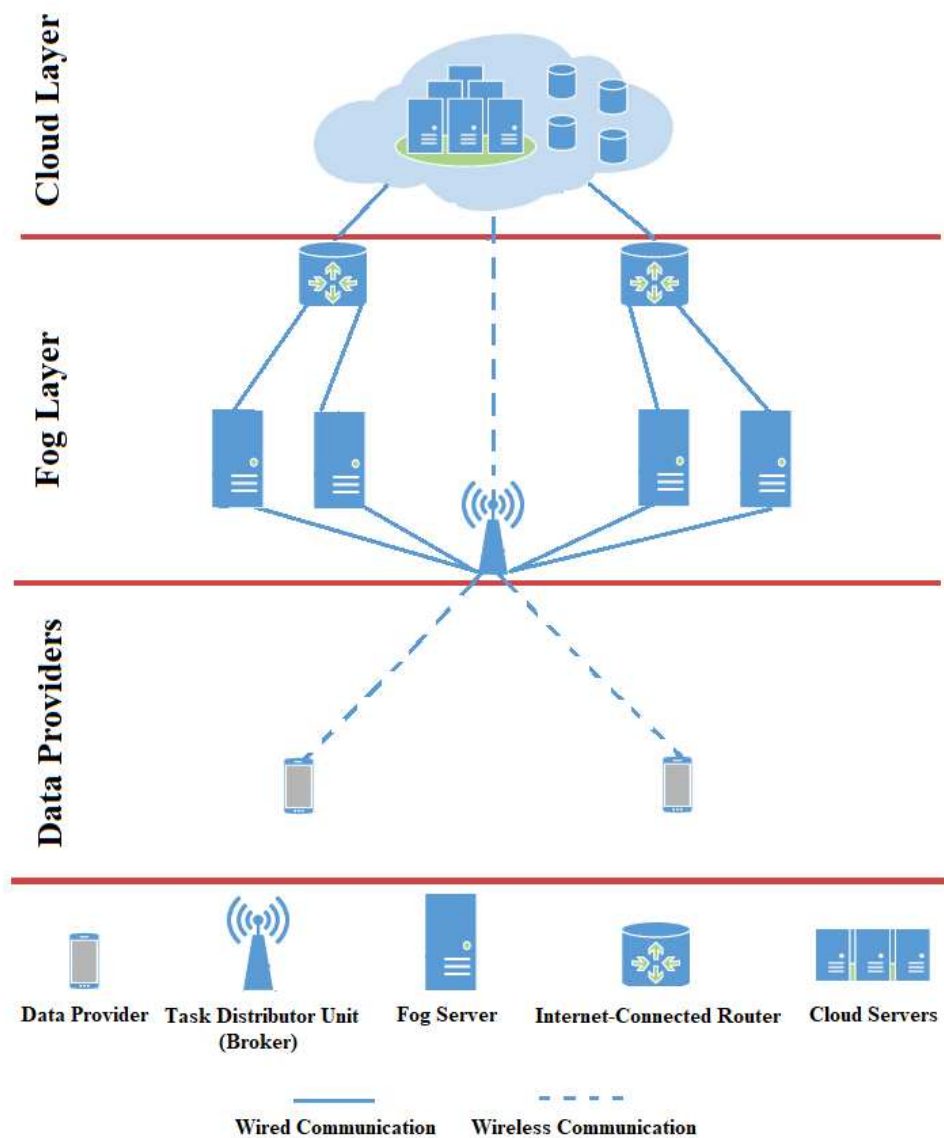 Cloud Layer
Fog Layer
Data Providers
Data Provider
Task Distributor Unit
(Broker)
Fog Server
Internet-Connected Router
Cloud Servers
Wired Communication
Wireless Communication